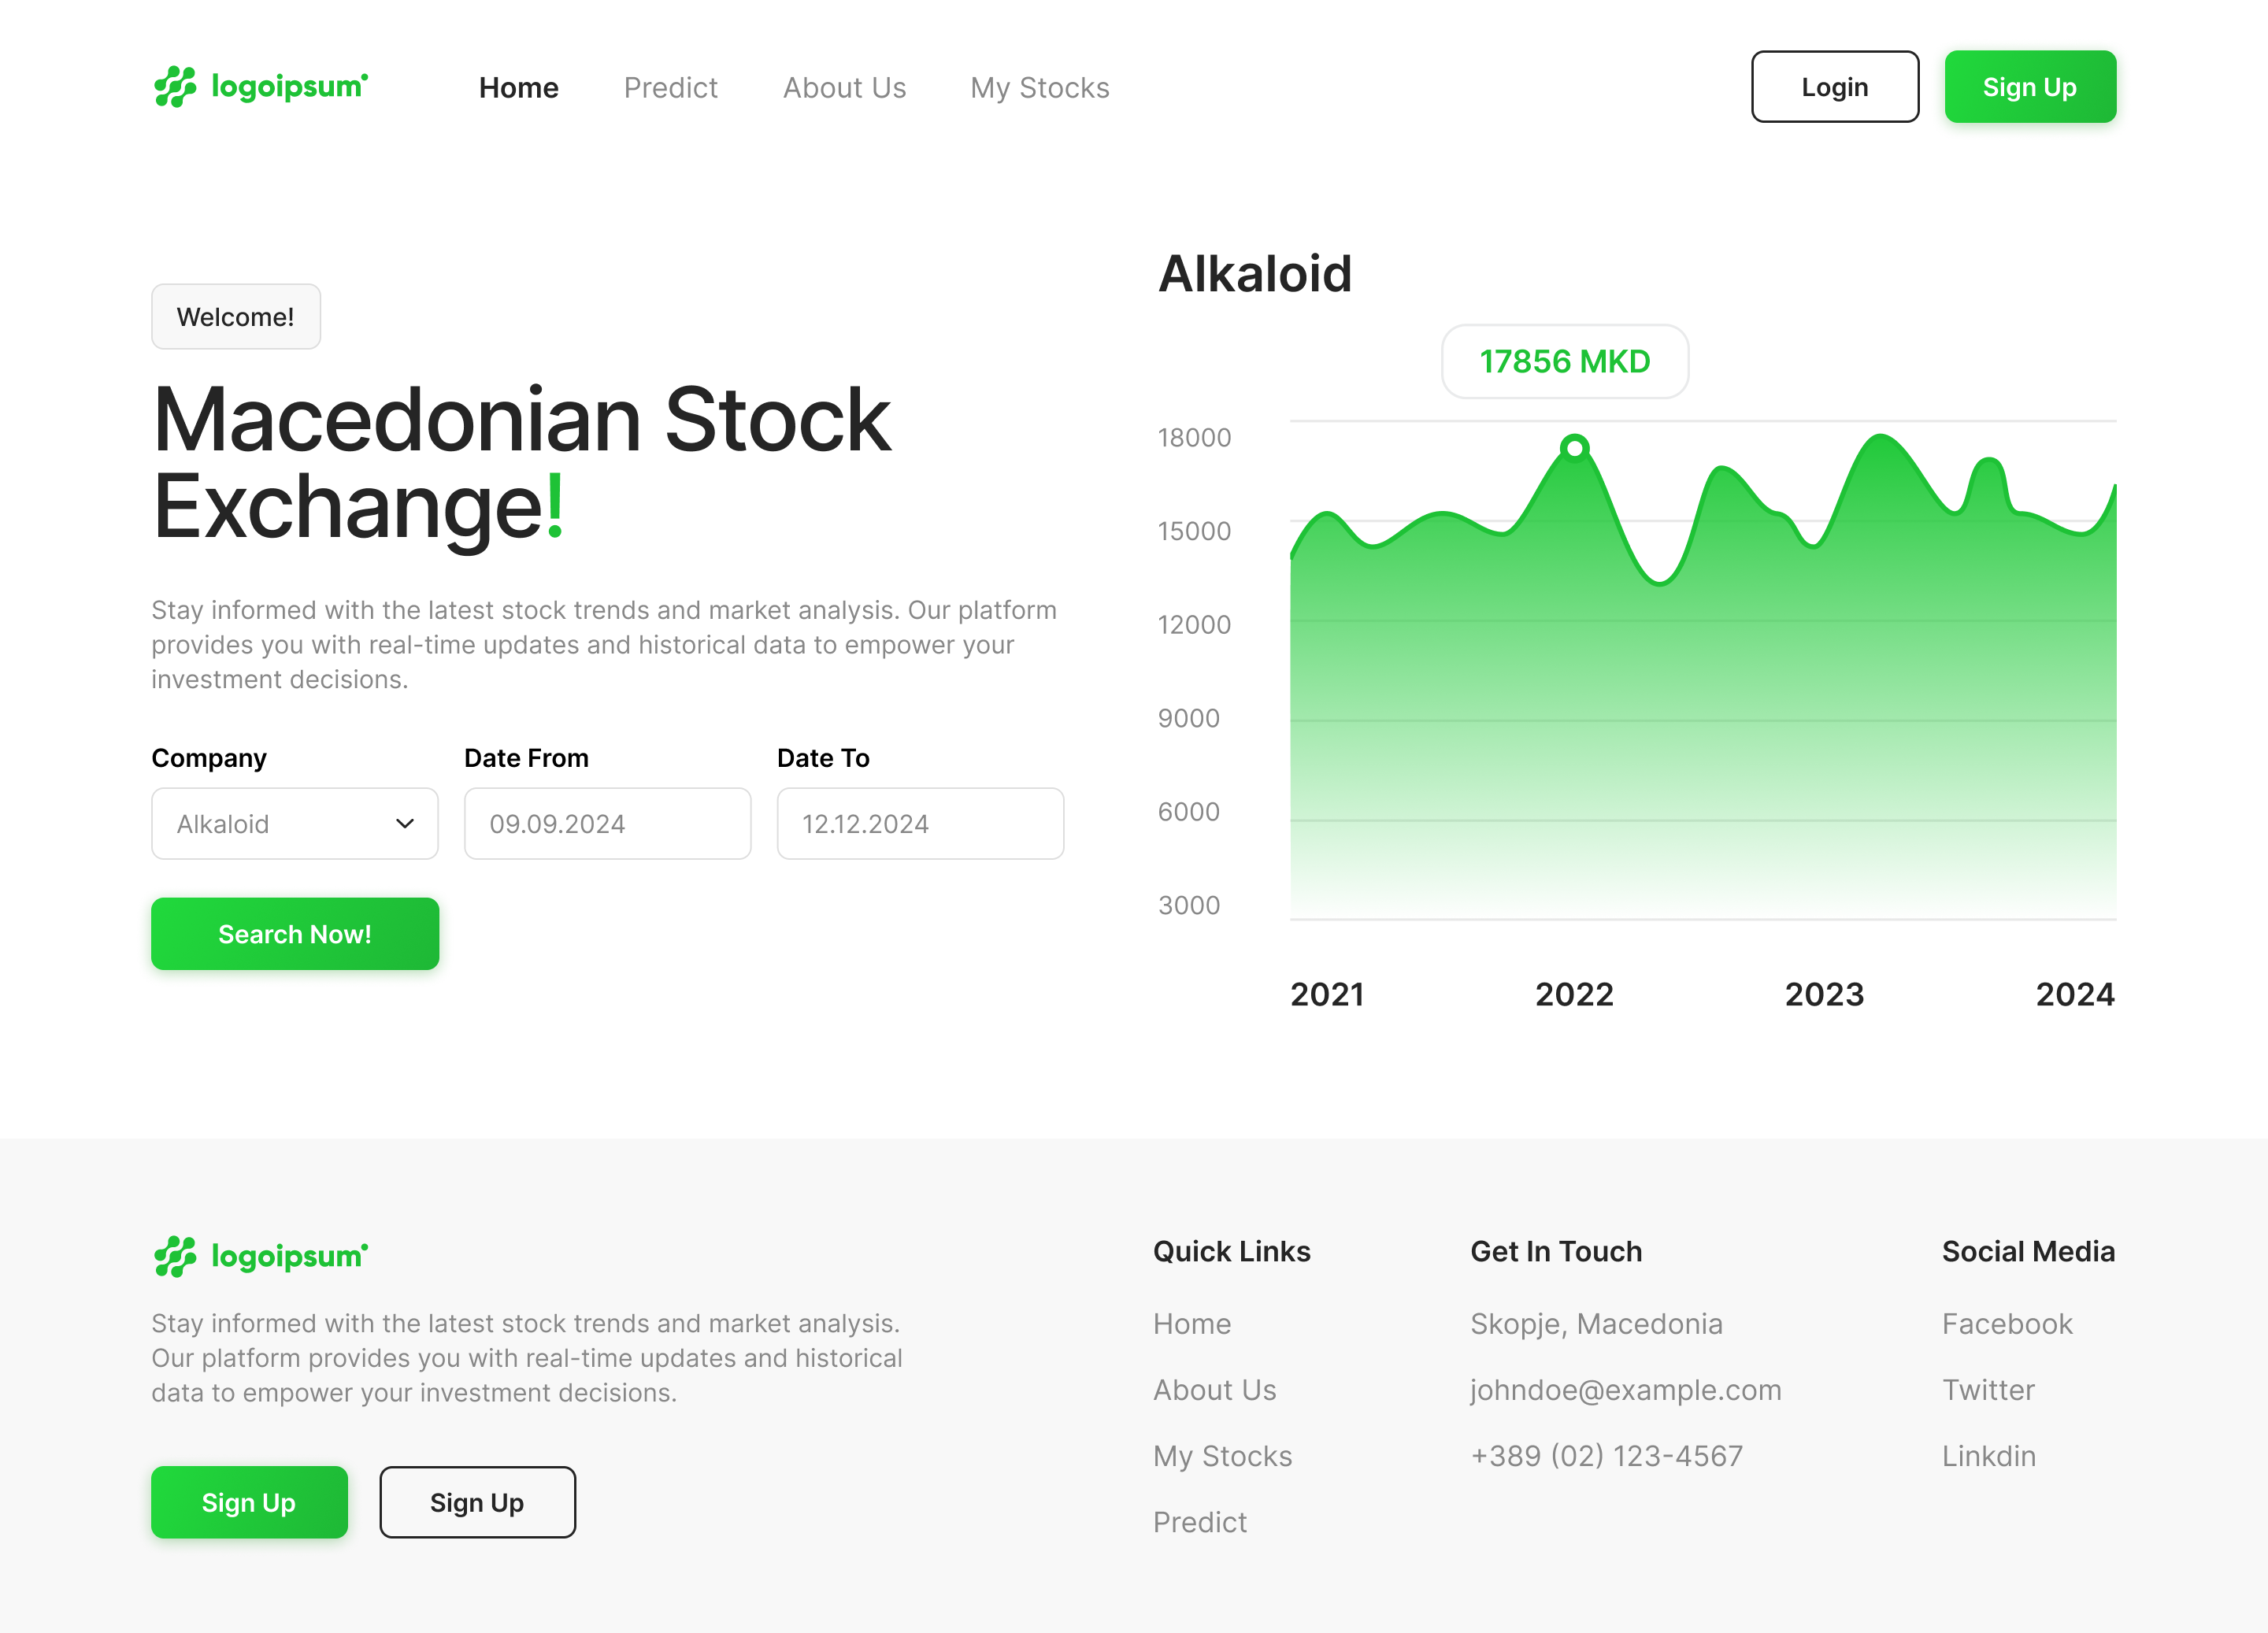 logoipsum
Home
Predict
About Us
My Stocks
Login
Sign Up
Welcome!
Macedonian Stock
Exchange!
Stay informed with the latest stock trends and market analysis. Our platform
provides you with real-time updates and historical data to empower your
investment decisions.
Company
Date From
Date To
Alkaloid
09.09.2024
12.12.2024
Search Now!
Alkaloid
17856 MKD
18000
15000
12000
9000
6000
3000
2021
2022
2023
2024
logoipsum
Stay informed with the latest stock trends and market analysis.
Our platform provides you with real-time updates and historical
data to empower your investment decisions.
Sign Up
Sign Up
Quick Links
Home
About Us
My Stocks
Predict
Get In Touch
Skopje, Macedonia
johndoe@example.com
+389 (02) 123-4567
Social Media
Facebook
Twitter
Linkdin